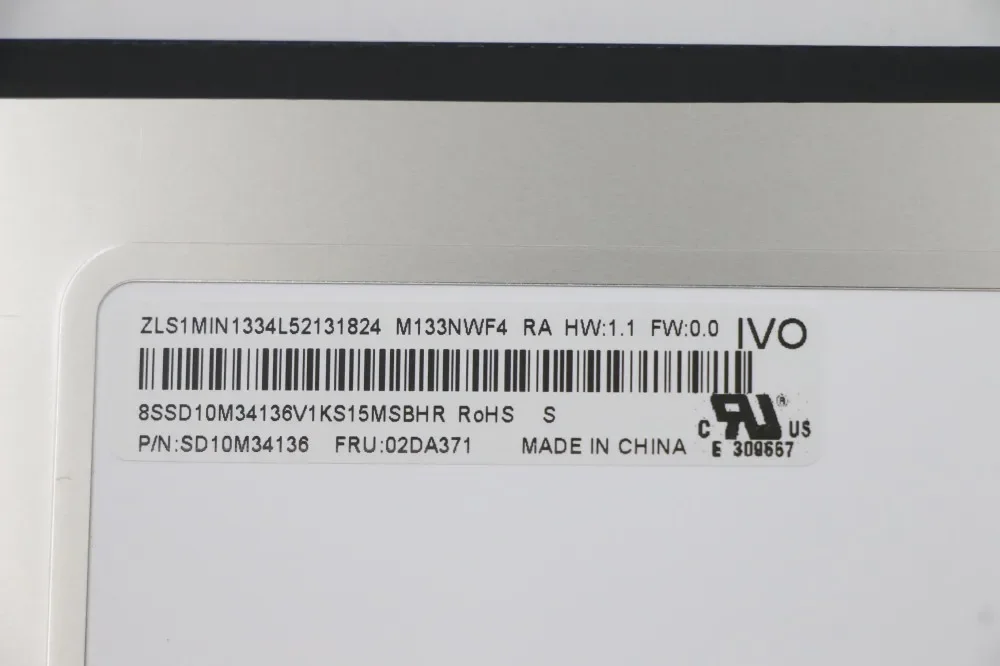 ZLS1MIN1334L52131824 M133NWF4 RA HW:1.1 FW:0.0 IVO
8SSD10M34136V1KS15MSBHR RoHS S
P/N:SD10M34136 FRU:02DA371 MADE IN CHINA
C RU ® US
E 309667